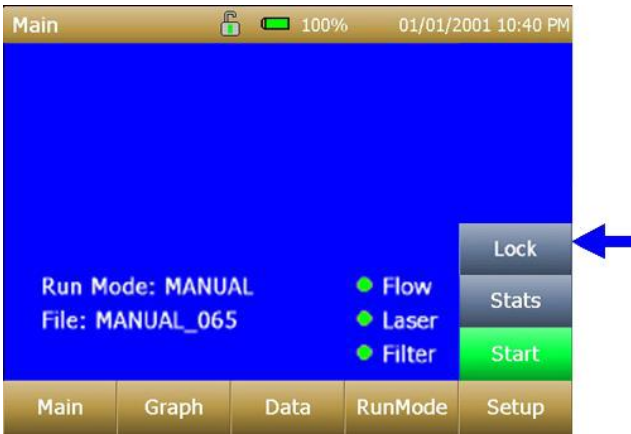 Main 100% 01/01/2001 10:40 PM
Lock
Run Mode: MANUAL Flow
Stats
File: MANUAL_065 Laser
Filter Start
Main Graph Data RunMode Setup